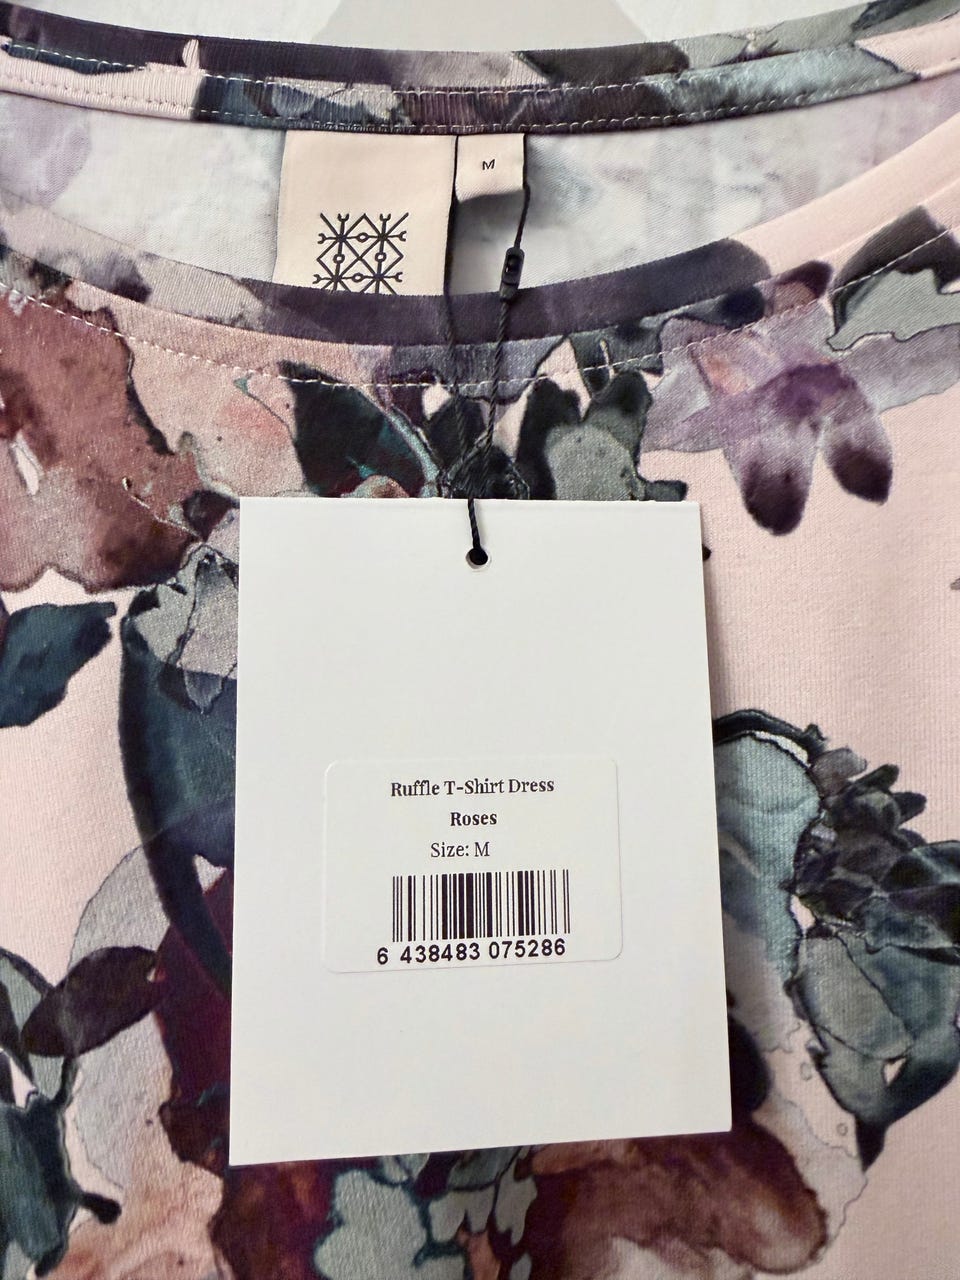 M
Ruffle T-Shirt Dress
Roses
Size: M
6 438483 075286